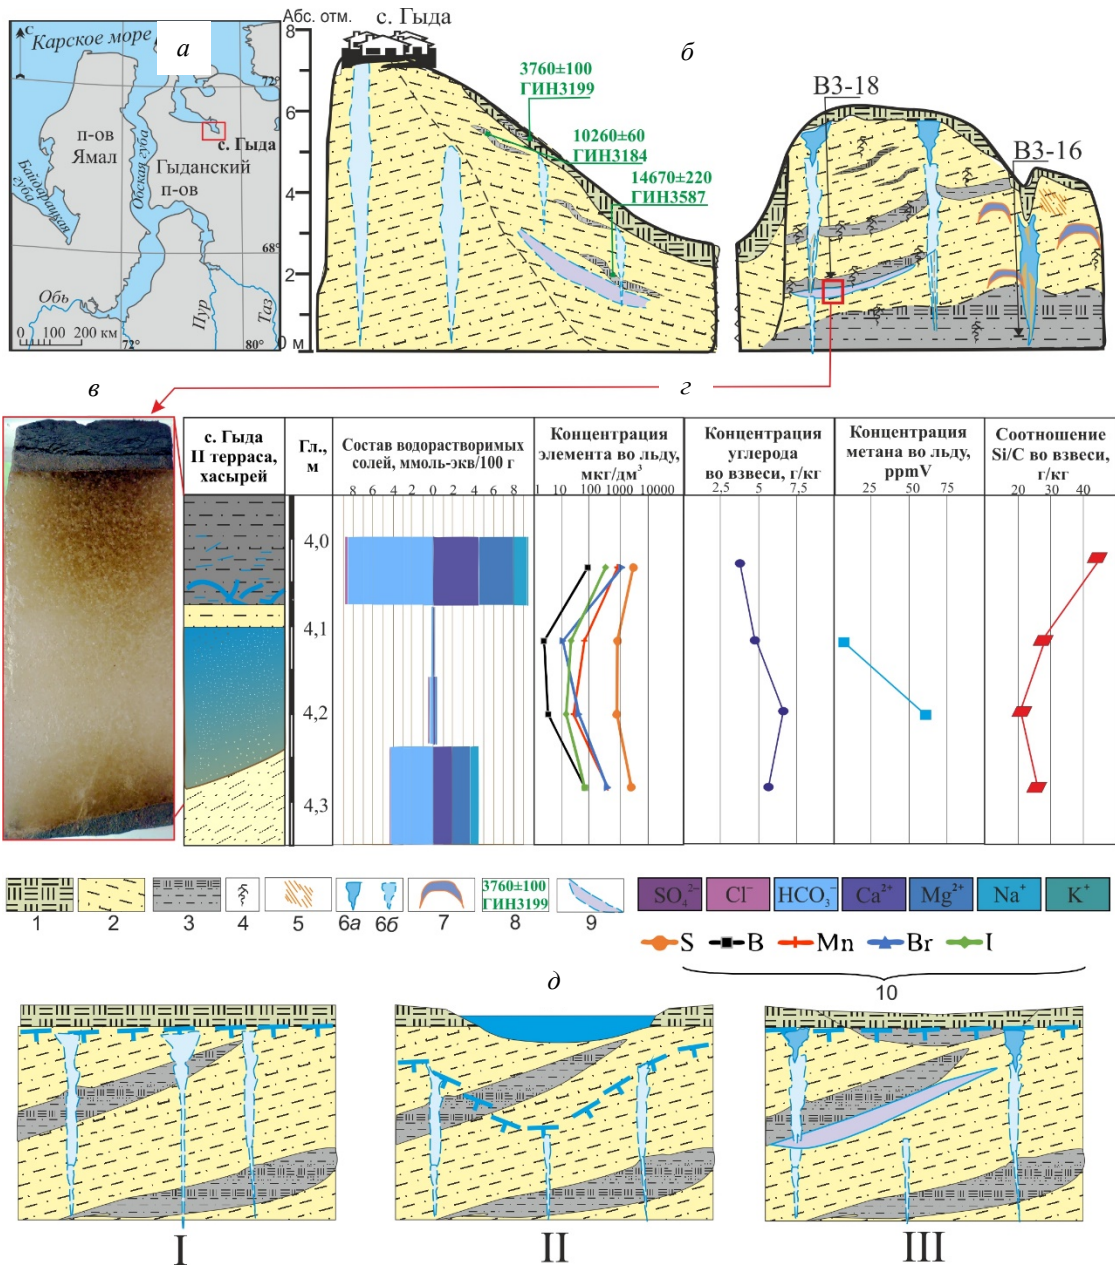 Абс. отм.
с. Гыда
С
Карское море
а
72°
п-ов
Ямал
с. Гыда
Обская губа
Гыданский
п-ов
Байдарацкая
губа
68°
Обь
Пур
Таз
0 100 200 км
72°
80°
8
6
4
2
0 м
3760±100
ГИН3199
10260±60
ГИН3184
14670±220
ГИН3587
б
В3-18
В3-16
в
г
с. Гыда
II терраса,
хасырей
Гл.,
м
Состав водорастворимых
солей, ммоль-экв/100 г
8 6 4 2 0 2 4 6 8
Концентрация
элемента во льду,
мкг/дм³
1 10 100 1000 10000
Концентрация
углерода
во взвеси, г/кг
2,5 5 7,5
Концентрация
метана во льду,
ppmV
25 50 75
Соотношение
Si/C во взвеси,
г/кг
20 30 40
4,0
4,1
4,2
4,3
1 2 3 4 5 6а 6б 7
3760±100
ГИН3199
8 9
SO₄²⁻ Cl⁻ HCO₃⁻ Ca²⁺ Mg²⁺ Na⁺ K⁺
S B Mn Br I
10
д
I II III